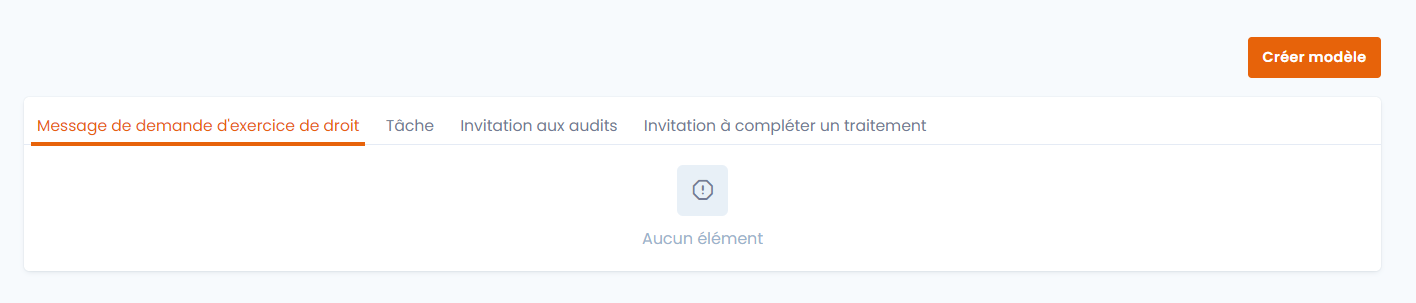 Créer modèle
Message de demande d'exercice de droit Tâche Invitation aux audits Invitation à compléter un traitement
Aucun élément